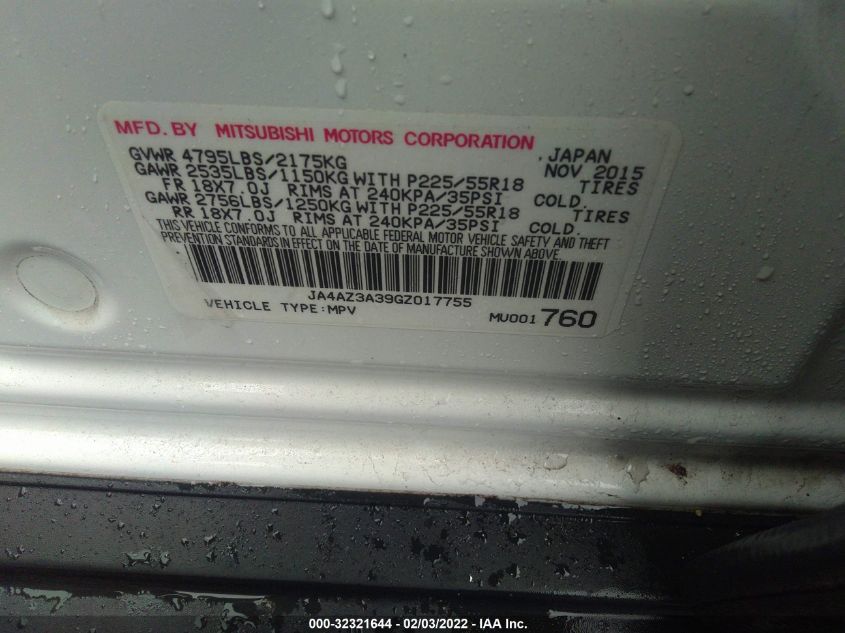 MFD. BY MITSUBISHI MOTORS CORPORATION
GVWR 4795LBS/2175KG . JAPAN
GAWR 2535LBS/1150KG WITH P225/55R18 NOV 2015
FR 18X7.0J RIMS AT 240KPA/35PSI TIRES
GAWR 2756LBS/1250KG WITH P225/55R18 COLD.
RR 18X7.0J RIMS AT 240KPA/35PSI TIRES
COLD.
THIS VEHICLE CONFORMS TO ALL APPLICABLE FEDERAL MOTOR VEHICLE SAFETY AND THEFT
PREVENTION STANDARDS IN EFFECT ON THE DATE OF MANUFACTURE SHOWN ABOVE.
JA4AZ3A39GZ017755
VEHICLE TYPE:MPV MU001 760
000-32321644 - 02/03/2022 - IAA Inc.